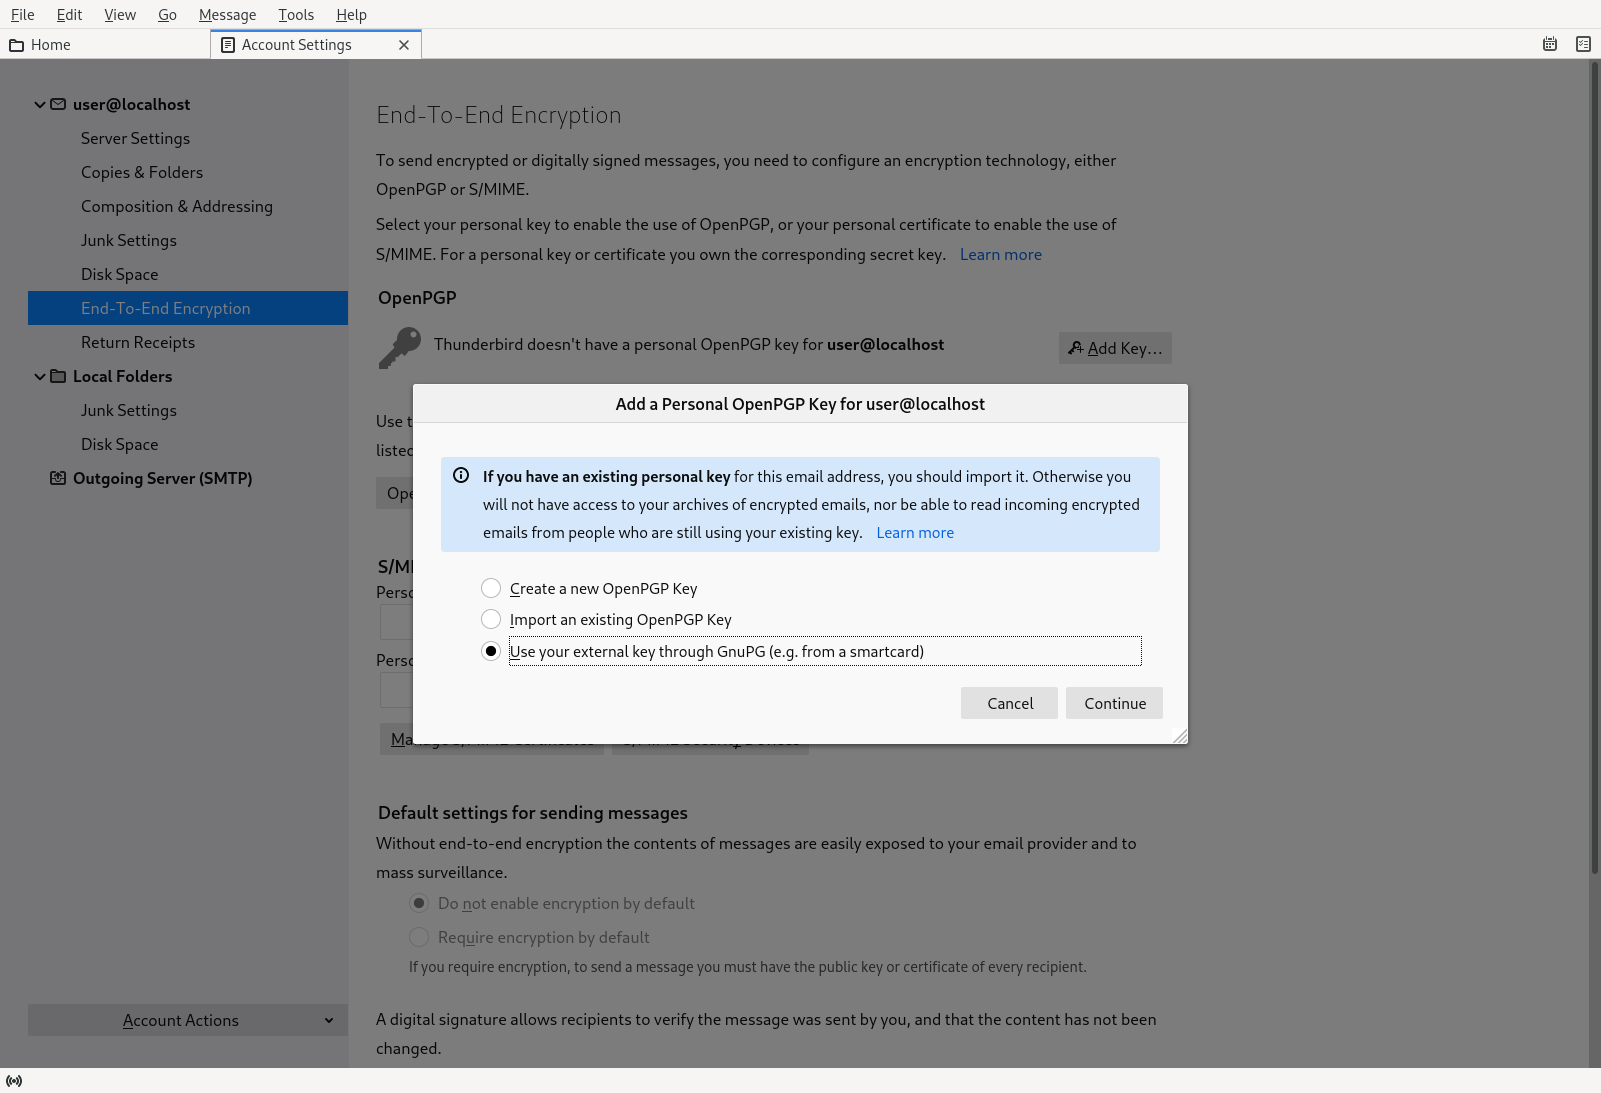 File Edit View Go Message Tools Help
Home
Account Settings
user@localhost
Server Settings
Copies & Folders
Composition & Addressing
Junk Settings
Disk Space
End-To-End Encryption
Return Receipts
Local Folders
Junk Settings
Disk Space
Outgoing Server (SMTP)
Account Actions
End-To-End Encryption
To send encrypted or digitally signed messages, you need to configure an encryption technology, either
OpenPGP or S/MIME.
Select your personal key to enable the use of OpenPGP, or your personal certificate to enable the use of
S/MIME. For a personal key or certificate you own the corresponding secret key. Learn more
OpenPGP
Thunderbird doesn't have a personal OpenPGP key for user@localhost
Add Key…
Use t
listed
Ope
S/MI
Perso
Perso
Add a Personal OpenPGP Key for user@localhost
If you have an existing personal key for this email address, you should import it. Otherwise you
will not have access to your archives of encrypted emails, nor be able to read incoming encrypted
emails from people who are still using your existing key. Learn more
Create a new OpenPGP Key
Import an existing OpenPGP Key
Use your external key through GnuPG (e.g. from a smartcard)
Cancel
Continue
Manage S/MIME Certificates
S/MIME Security Devices
Default settings for sending messages
Without end-to-end encryption the contents of messages are easily exposed to your email provider and to
mass surveillance.
Do not enable encryption by default
Require encryption by default
If you require encryption, to send a message you must have the public key or certificate of every recipient.
A digital signature allows recipients to verify the message was sent by you, and that the content has not been
changed.